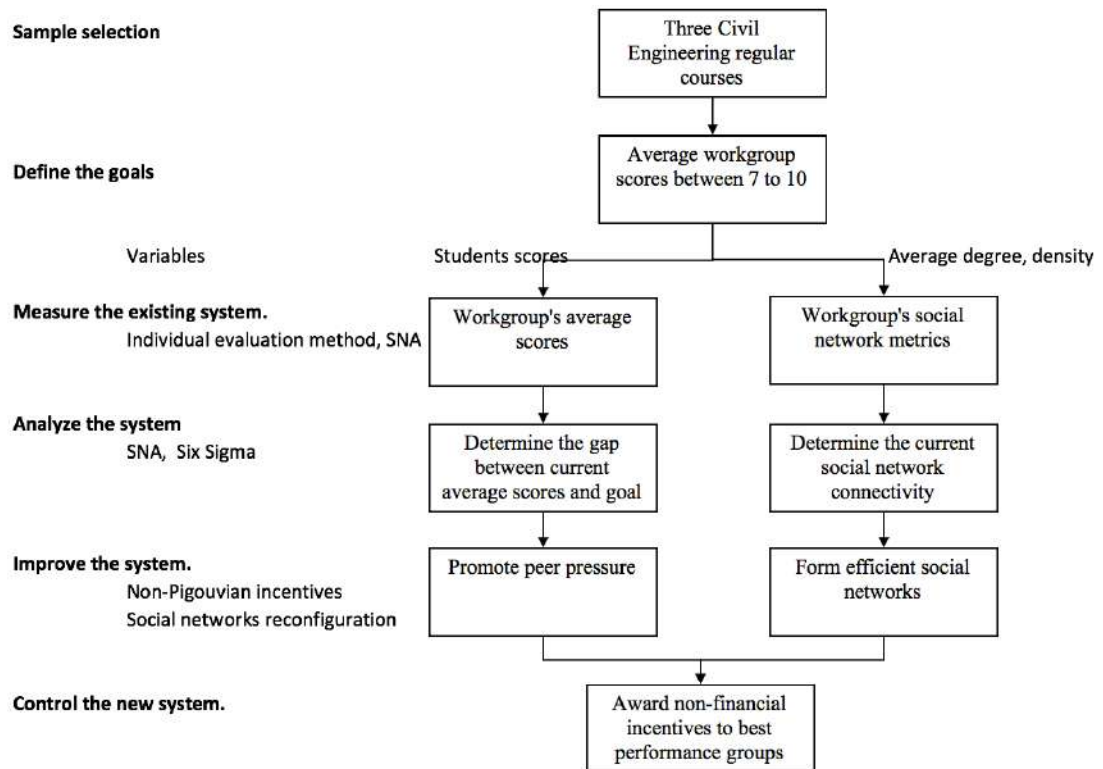 Sample selection
Three Civil
Engineering regular
courses
Define the goals
Average workgroup
scores between 7 to 10
Variables
Students scores
Average degree, density
Measure the existing system.
Individual evaluation method, SNA
Workgroup's average
scores
Workgroup's social
network metrics
Analyze the system
SNA, Six Sigma
Determine the gap
between current
average scores and goal
Determine the current
social network
connectivity
Improve the system.
Non-Pigouvian incentives
Social networks reconfiguration
Promote peer pressure
Form efficient social
networks
Control the new system.
Award non-financial
incentives to best
performance groups